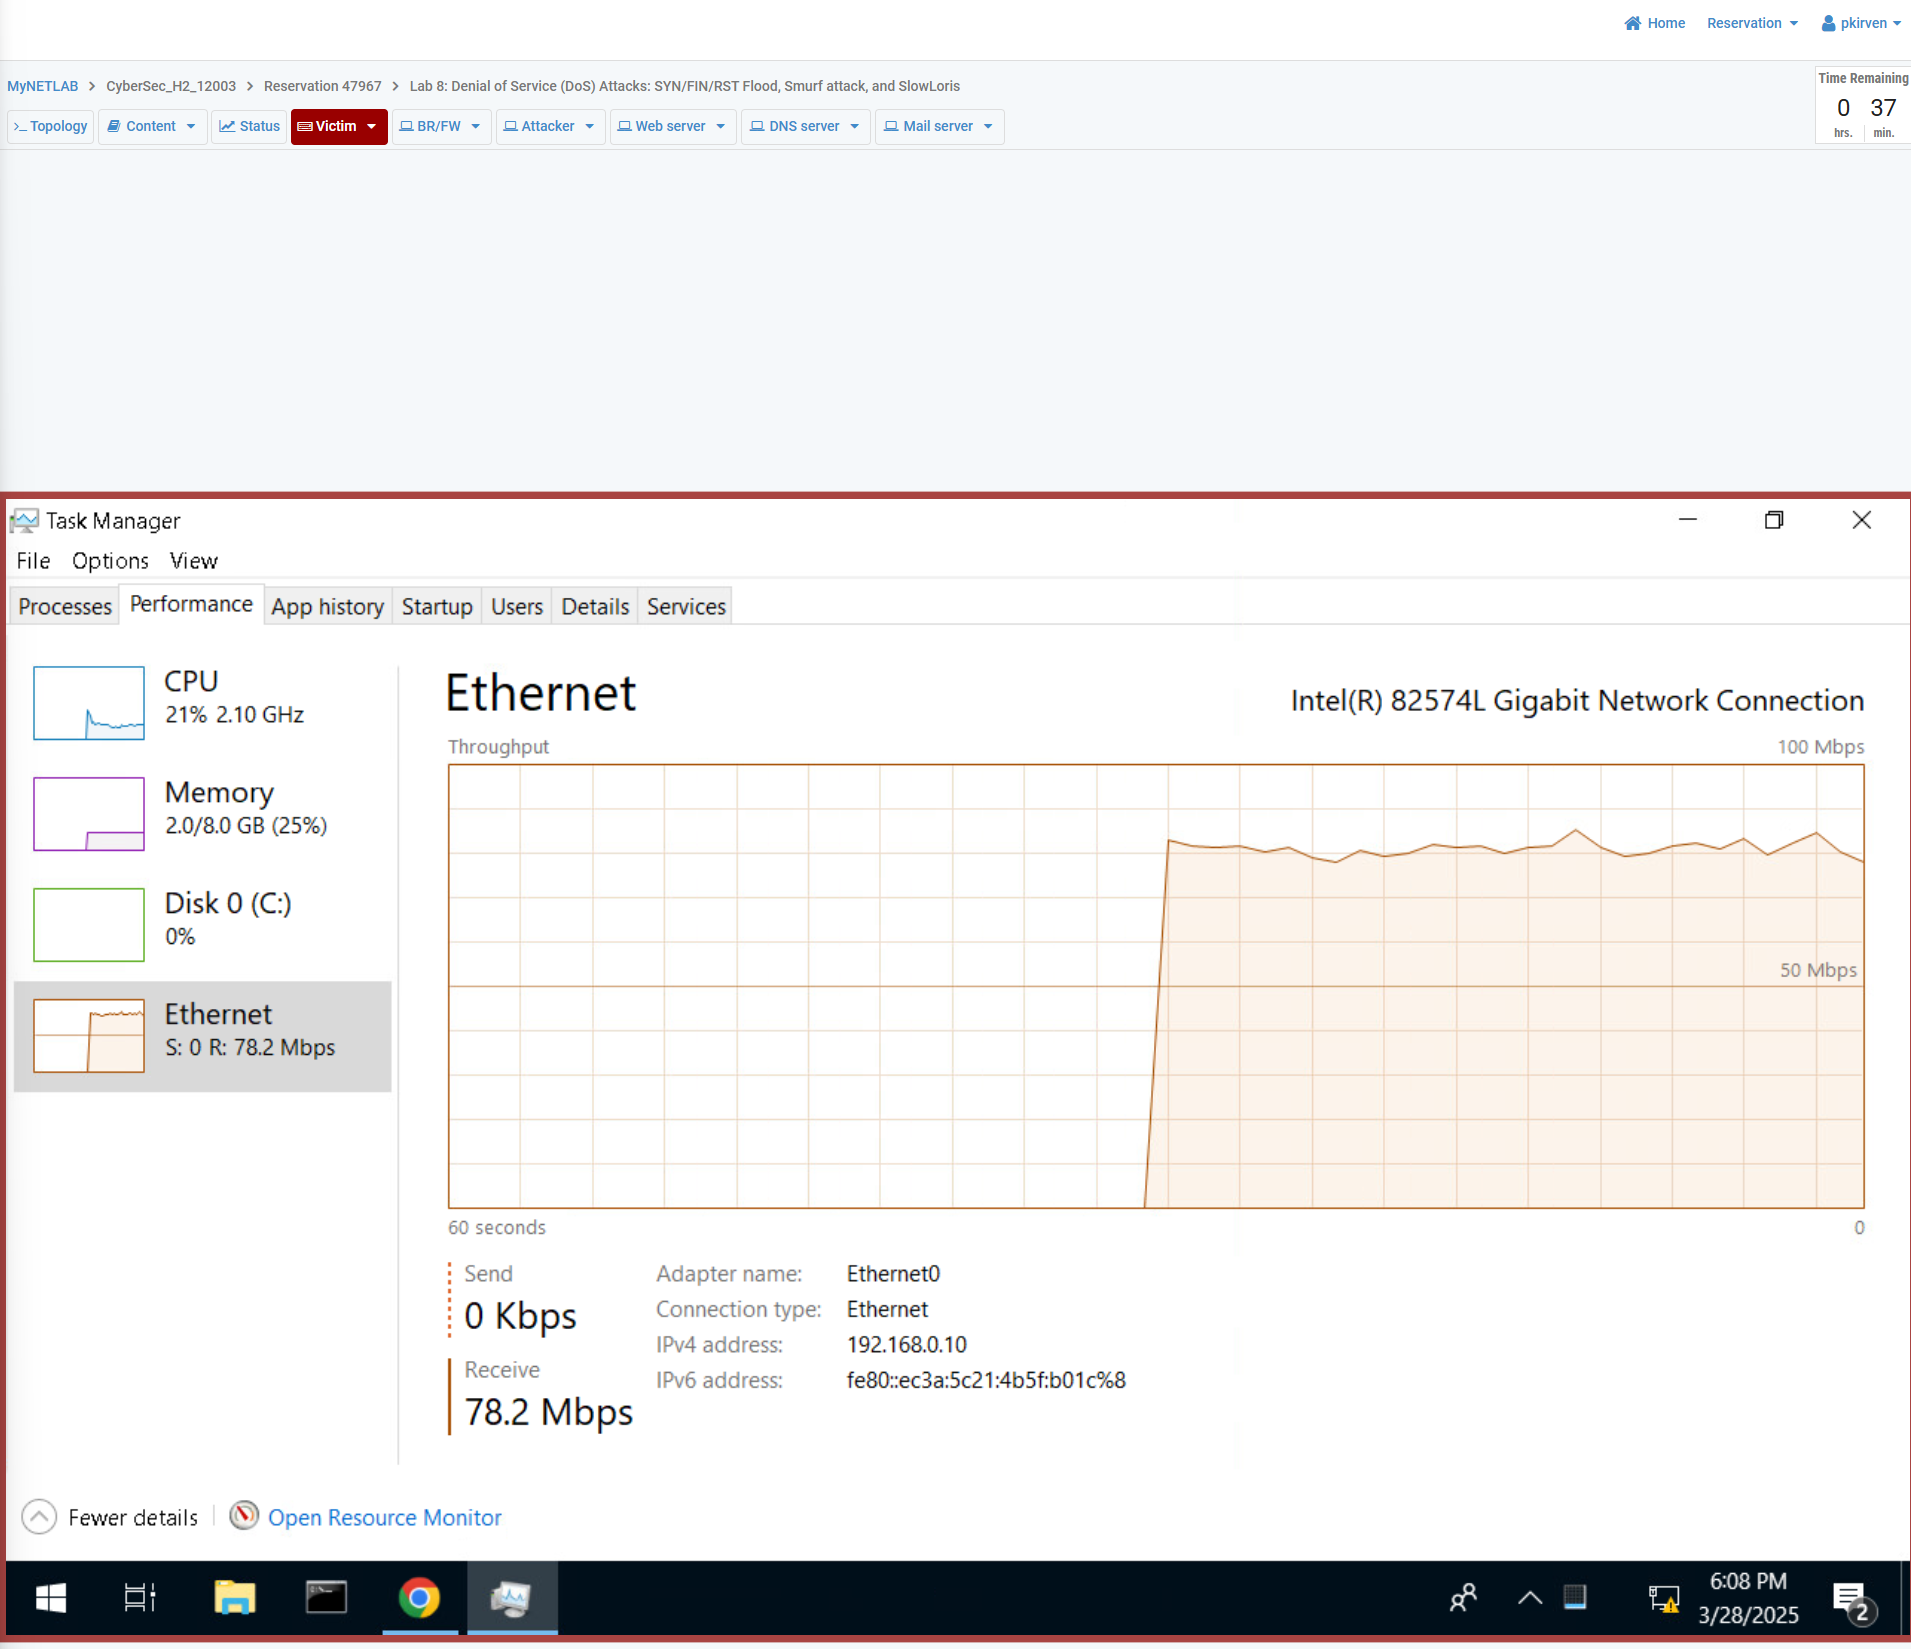 Home Reservation pkirven
MyNETLAB > CyberSec_H2_12003 > Reservation 47967 > Lab 8: Denial of Service (DoS) Attacks: SYN/FIN/RST Flood, Smurf attack, and SlowLoris
Time Remaining
0 37
hrs. min.
>_ Topology Content Status Victim BR/FW Attacker Web server DNS server Mail server
Task Manager
File Options View
Processes Performance App history Startup Users Details Services
CPU
21% 2.10 GHz
Memory
2.0/8.0 GB (25%)
Disk 0 (C:)
0%
Ethernet
S: 0 R: 78.2 Mbps
Ethernet
Intel(R) 82574L Gigabit Network Connection
Throughput
100 Mbps
50 Mbps
60 seconds
0
Send
0 Kbps
Receive
78.2 Mbps
Adapter name: Ethernet0
Connection type: Ethernet
IPv4 address: 192.168.0.10
IPv6 address: fe80::ec3a:5c21:4b5f:b01c%8
Fewer details
Open Resource Monitor
6:08 PM
3/28/2025
2